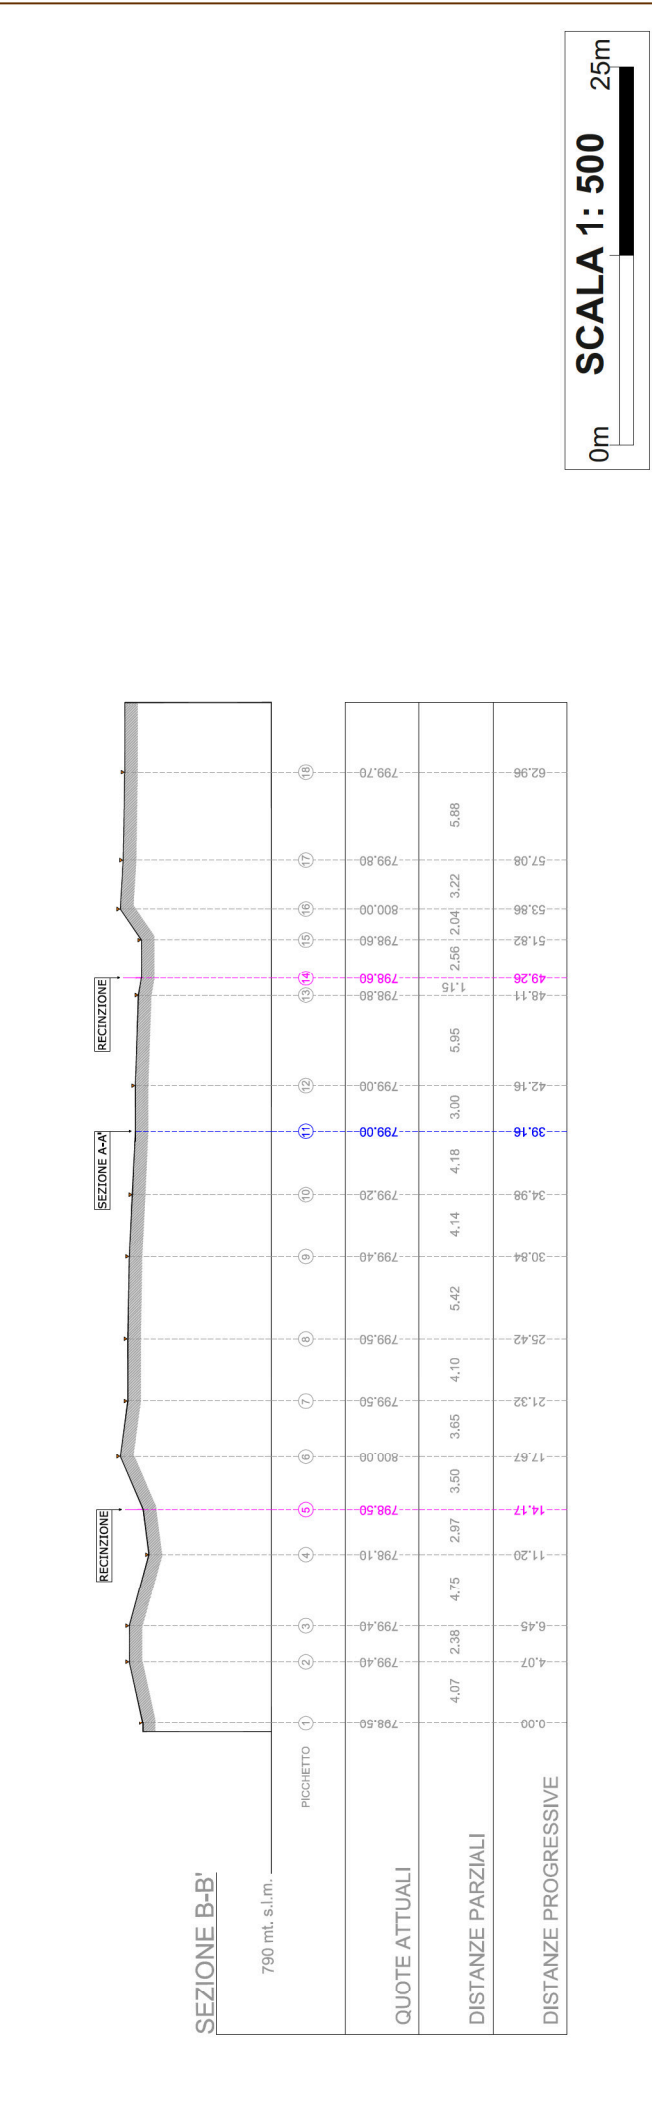 SCALA 1: 500
0m 25m
RECINZIONE SEZIONE A-A' RECINZIONE
SEZIONE B-B'
790 mt. s.l.m.
PICCHETTO 1 2 3 4 5 6 7 8 9 10 11 12 13 14 15 16 17 18
QUOTE ATTUALI 798.50 799.40 799.40 798.10 798.50 800.00 799.50 799.50 799.40 799.20 799.00 799.00 798.80 798.60 798.60 800.00 799.80 799.70
DISTANZE PARZIALI 4.07 2.38 4.75 2.97 3.50 3.65 4.10 5.42 4.14 4.18 3.00 5.95 1.15 2.56 2.04 3.22 5.88
DISTANZE PROGRESSIVE 0.00 4.07 6.45 11.20 14.17 17.67 21.32 25.42 30.84 34.98 39.16 42.16 48.11 49.26 51.82 53.86 57.08 62.96